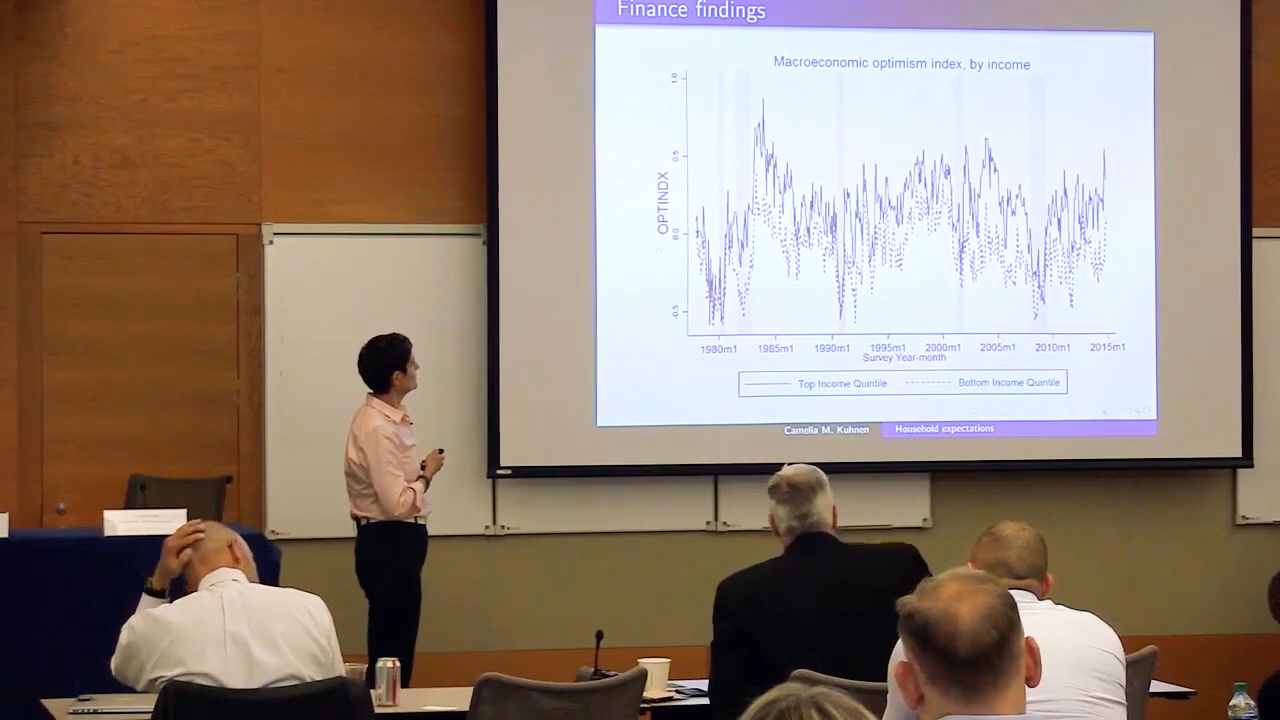 Finance findings
Macroeconomic optimism index, by income
OPTINDX
1.0
0.5
0.0
-0.5
1980m1 1985m1 1990m1 1995m1 2000m1 2005m1 2010m1 2015m1
Survey Year-month
Top Income Quintile Bottom Income Quintile
Camelia M. Kuhnen Household expectations